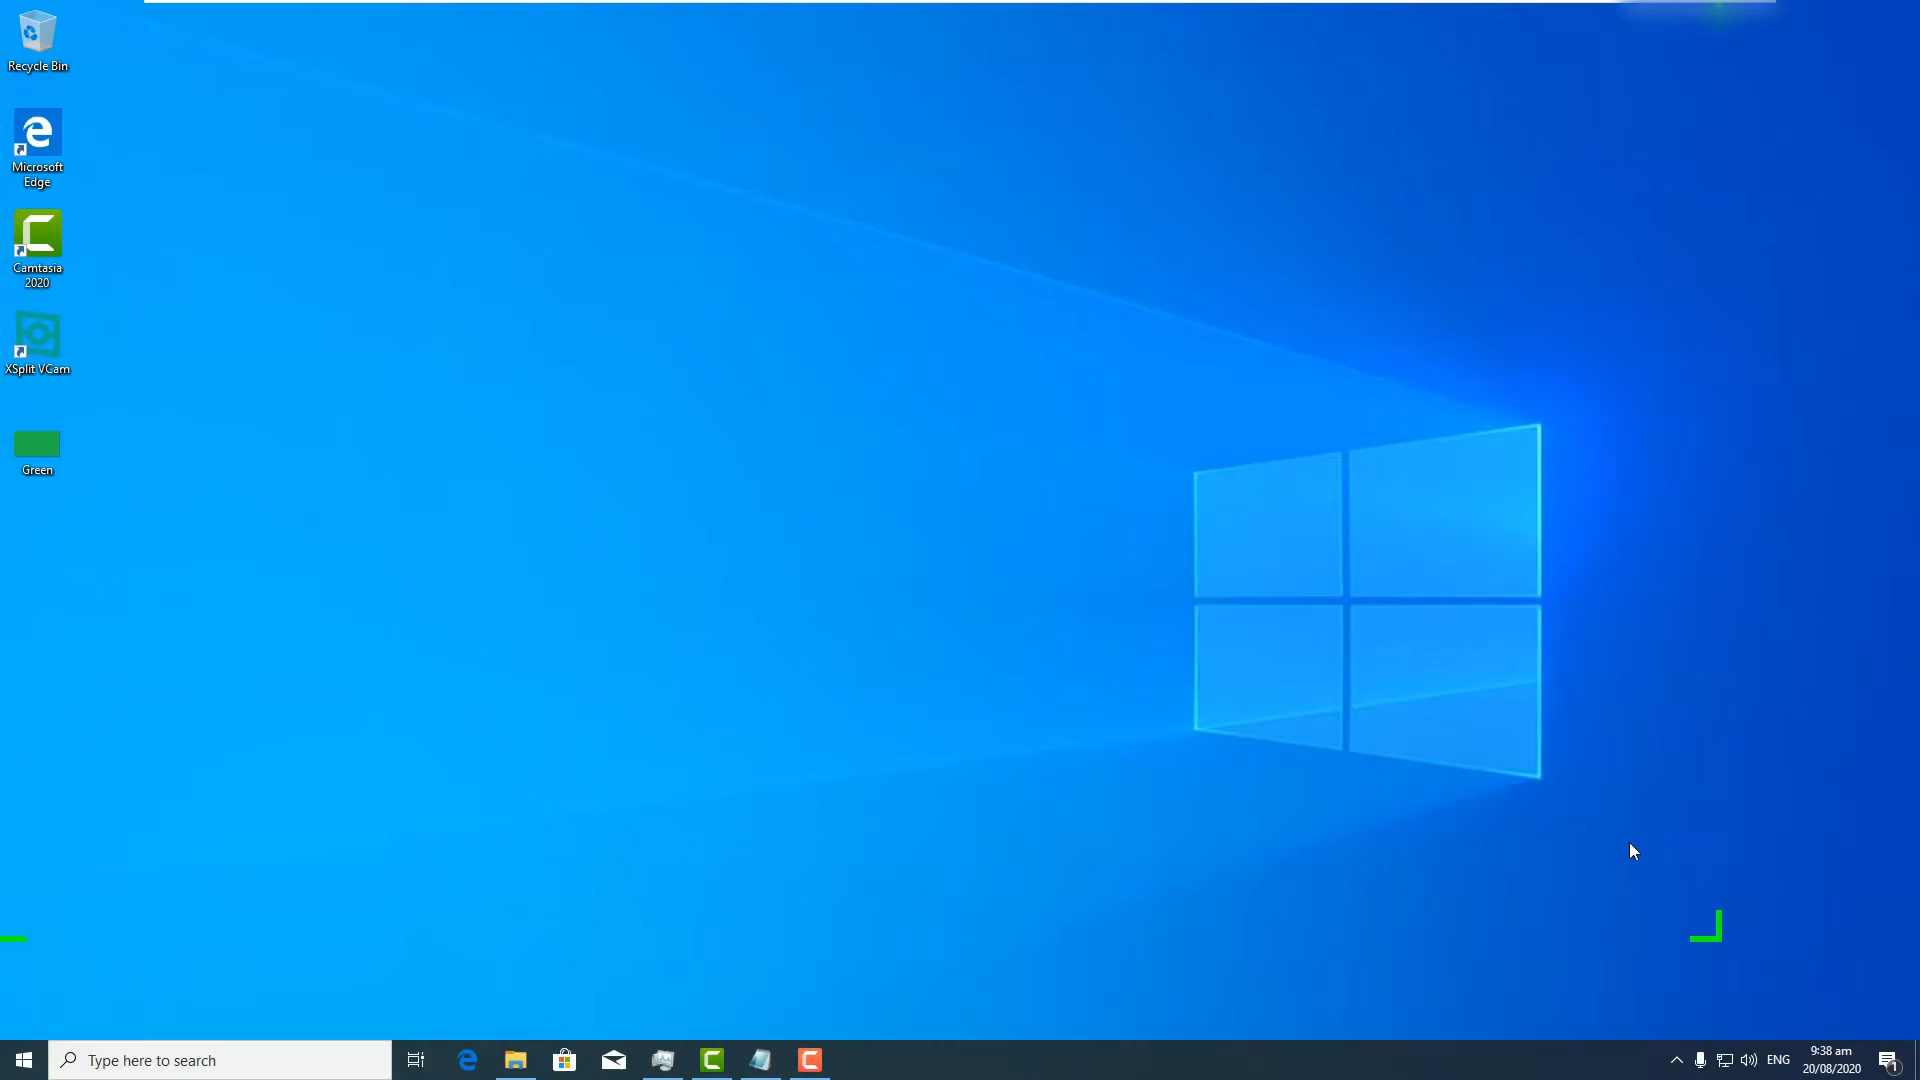 Recycle Bin
Microsoft
Edge
Camtasia
2020
XSplit VCam
Green
Type here to search
ENG
9:38 am
20/08/2020
1